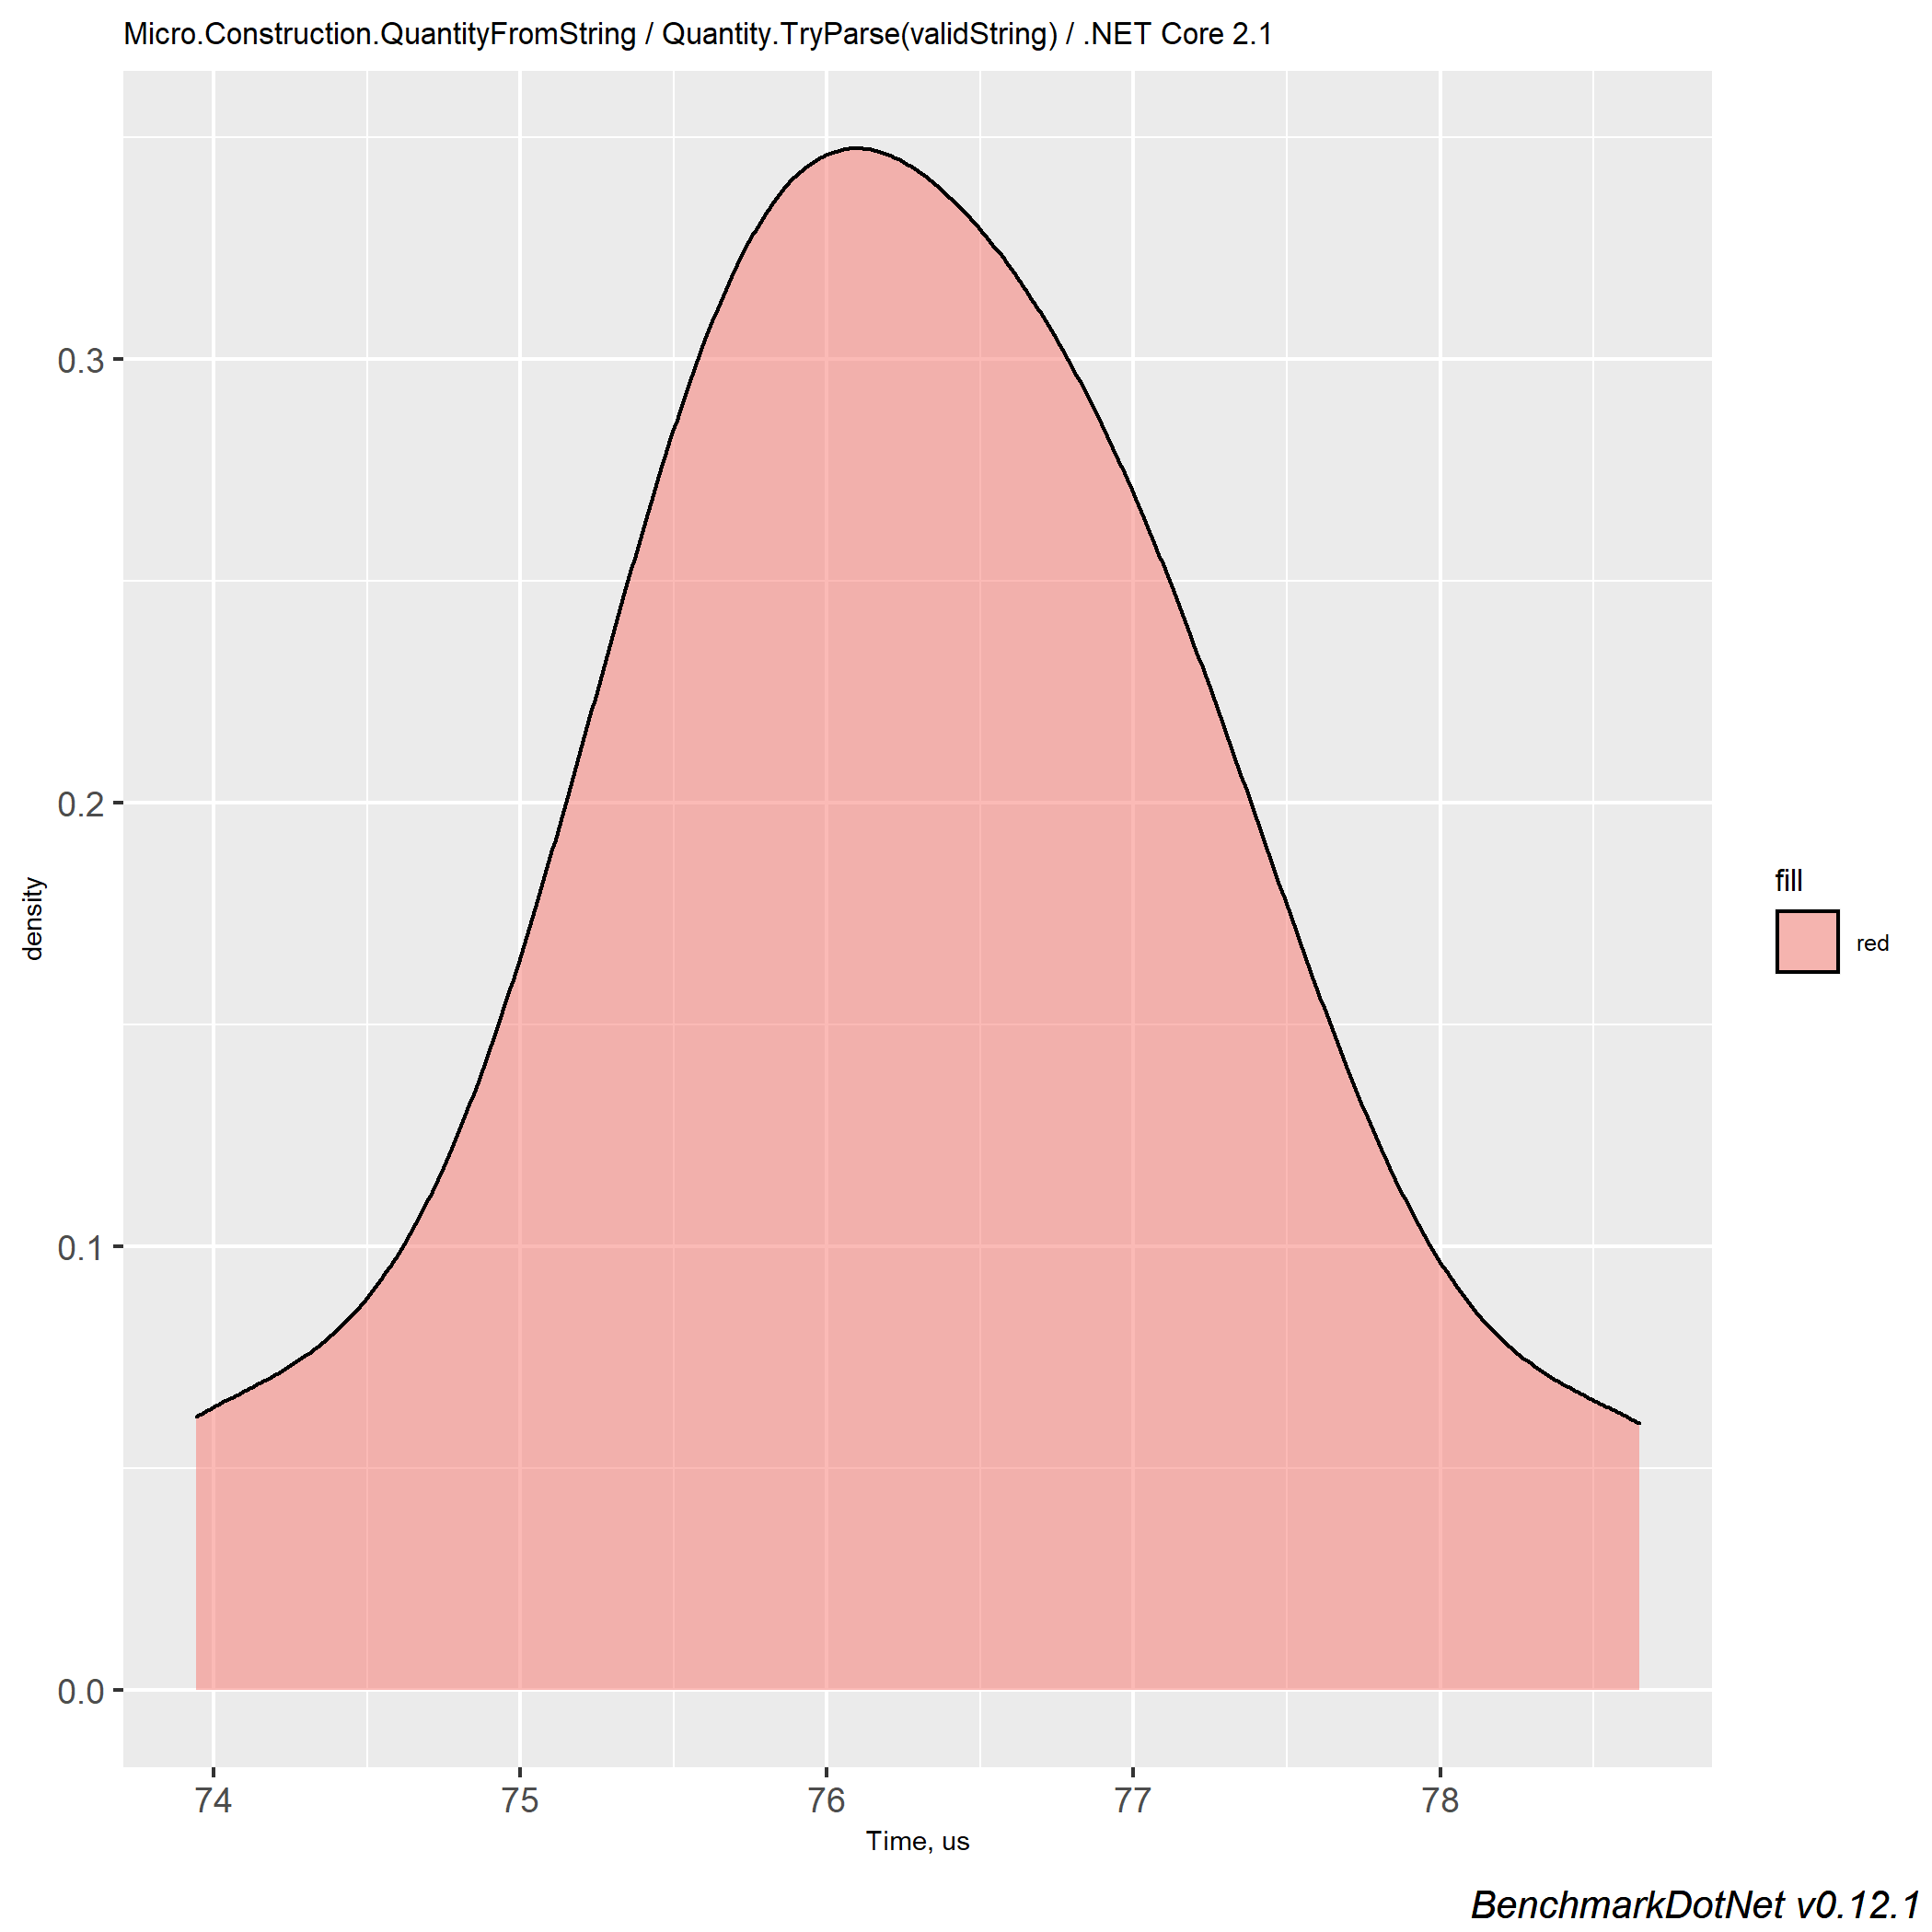 Micro.Construction.QuantityFromString / Quantity.TryParse(validString) / .NET Core 2.1
0.3
0.2
0.1
0.0
density
74 75 76 77 78
Time, us
fill
red
BenchmarkDotNet v0.12.1